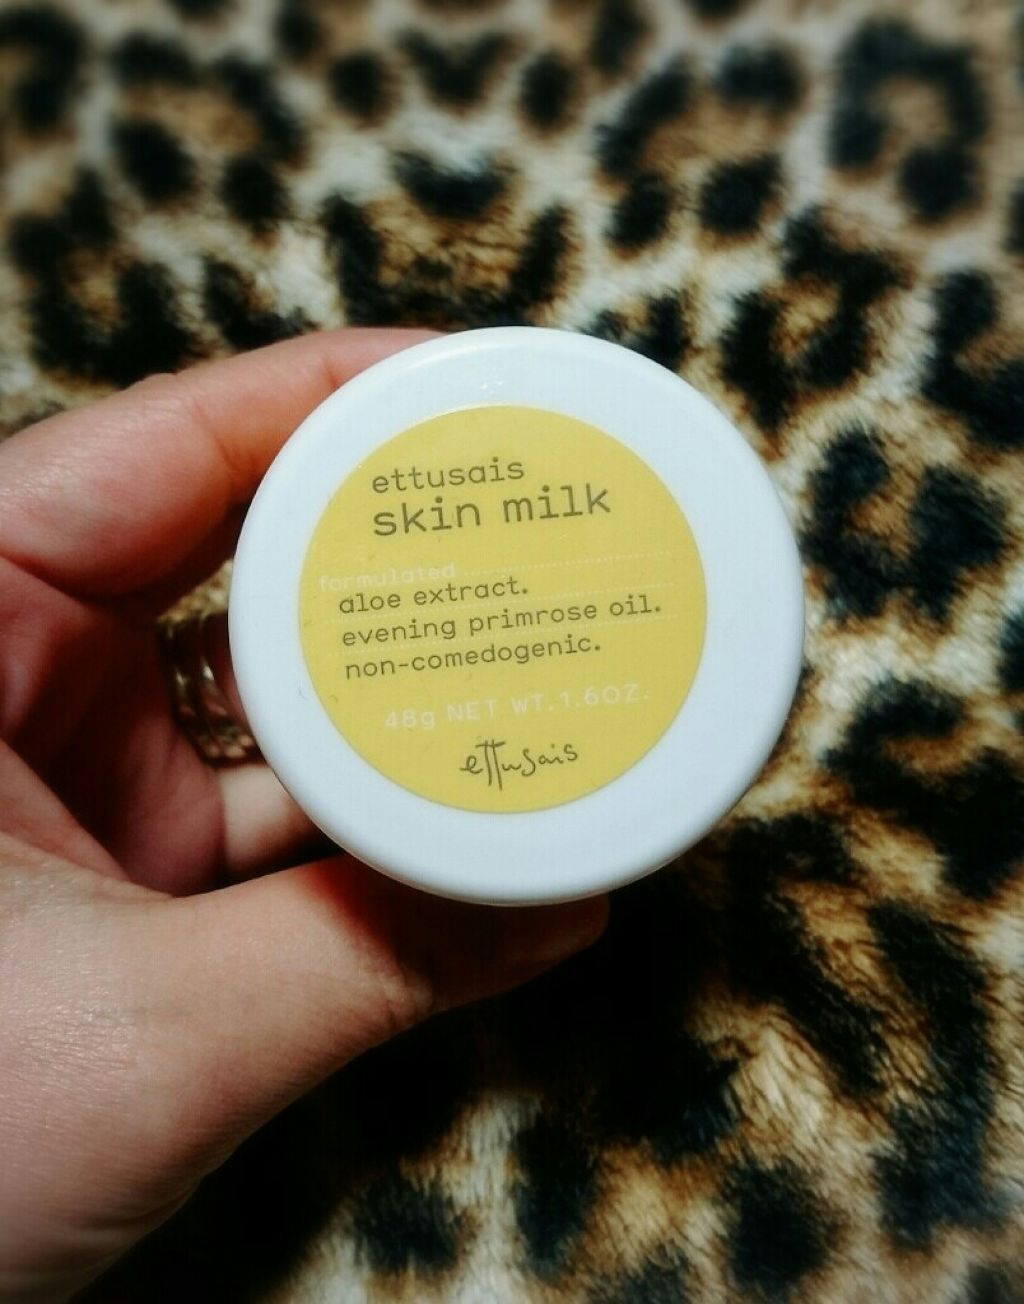 ettusais
skin milk
formulated
aloe extract.
evening primrose oil.
non-comedogenic.
48g NET WT.1.6OZ.
ettusais